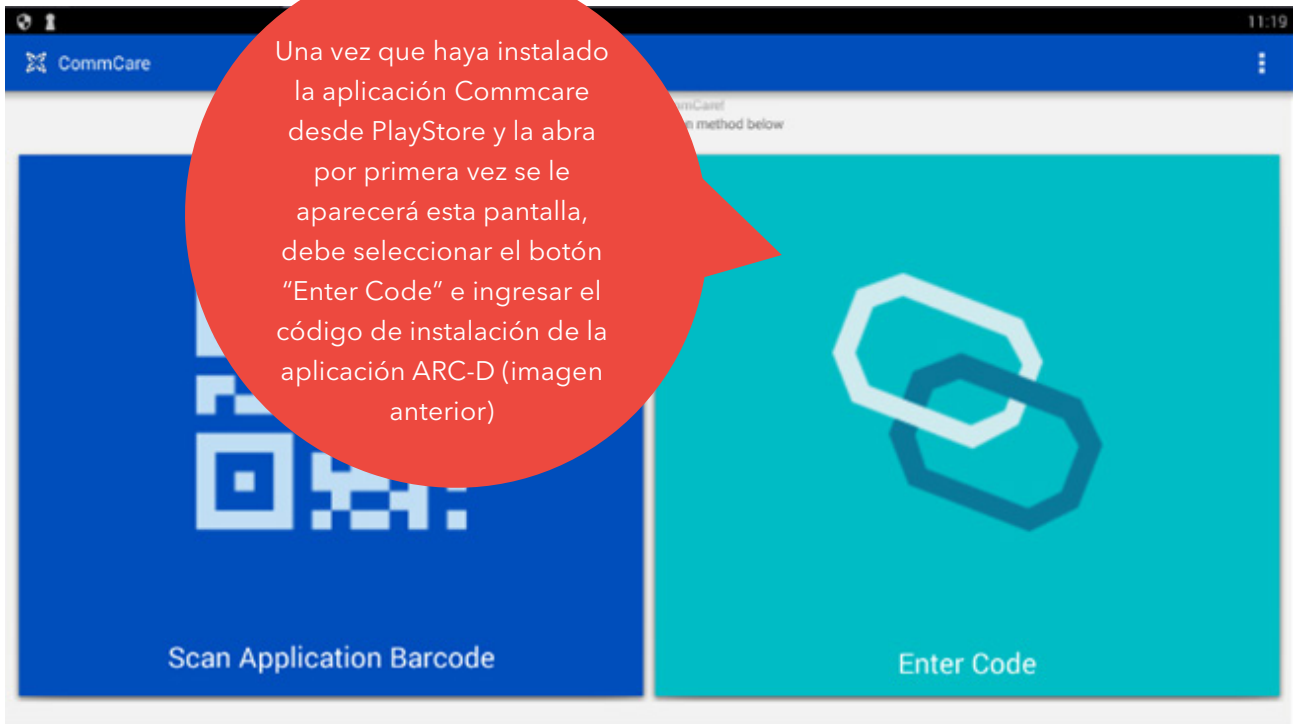 11:19
CommCare
Una vez que haya instalado
la aplicación Commcare
desde PlayStore y la abra
por primera vez se le
aparecerá esta pantalla,
debe seleccionar el botón
“Enter Code” e ingresar el
código de instalación de la
aplicación ARC-D (imagen
anterior)
method below
Scan Application Barcode
Enter Code